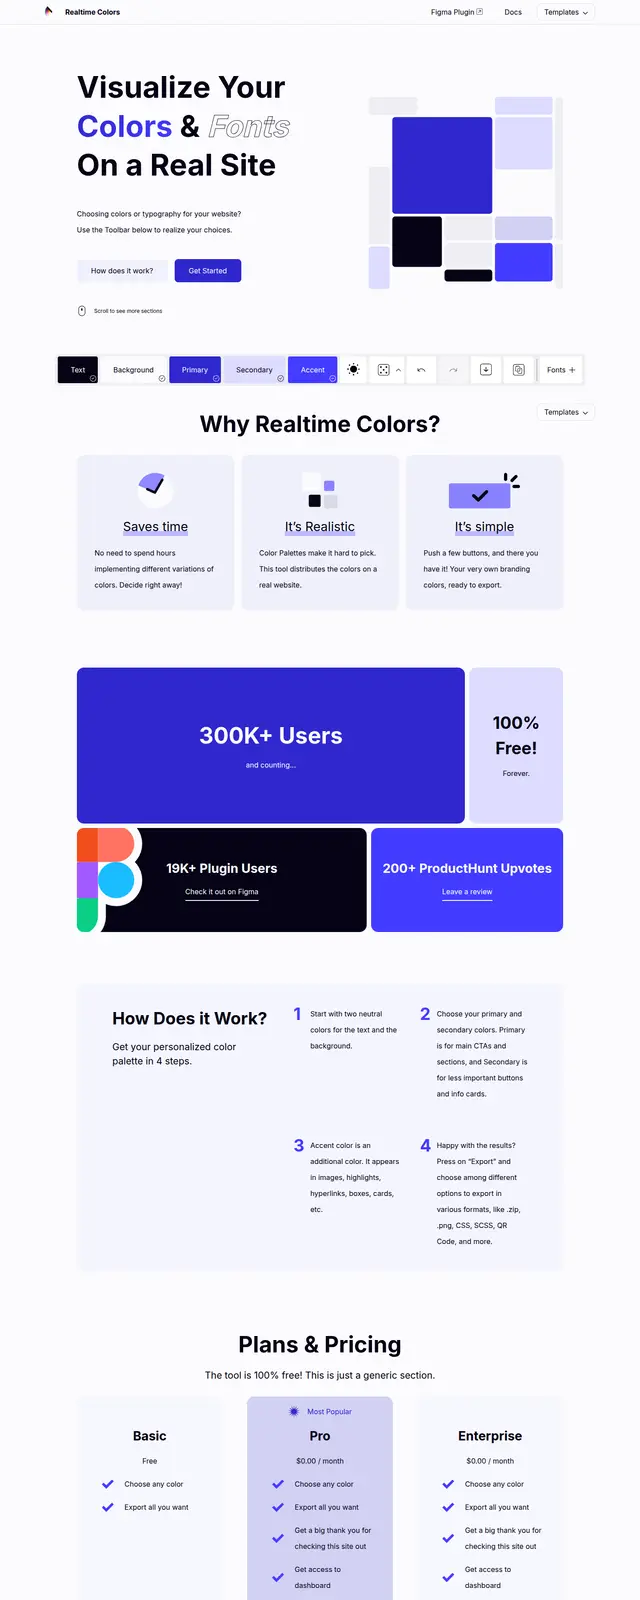 Realtime Colors
Figma Plugin
Docs
Templates
Visualize Your
Colors & Fonts
On a Real Site
Choosing colors or typography for your website?
Use the Toolbar below to realize your choices.
How does it work?
Get Started
Scroll to see more sections
Text
Background
Primary
Secondary
Accent
Fonts
Templates
Why Realtime Colors?
Saves time
No need to spend hours
implementing different variations of
colors. Decide right away!
It's Realistic
Color Palettes make it hard to pick.
This tool distributes the colors on a
real website.
It's simple
Push a few buttons, and there you
have it! Your very own branding
colors, ready to export.
300K+ Users
and counting...
100%
Free!
Forever.
19K+ Plugin Users
Check it out on Figma
200+ ProductHunt Upvotes
Leave a review
How Does it Work?
Get your personalized color
palette in 4 steps.
1
Start with two neutral
colors for the text and the
background.
2
Choose your primary and
secondary colors. Primary
is for main CTAs and
sections, and Secondary is
for less important buttons
and info cards.
3
Accent color is an
additional color. It appears
in images, highlights,
hyperlinks, boxes, cards,
etc.
4
Happy with the results?
Press on “Export” and
choose among different
options to export in
various formats, like .zip,
.png, CSS, SCSS, QR
Code, and more.
Plans & Pricing
The tool is 100% free! This is just a generic section.
Basic
Free
Choose any color
Export all you want
Most Popular
Pro
$0.00 / month
Choose any color
Export all you want
Get a big thank you for
checking this site out
Get access to
dashboard
Enterprise
$0.00 / month
Choose any color
Export all you want
Get a big thank you for
checking this site out
Get access to
dashboard